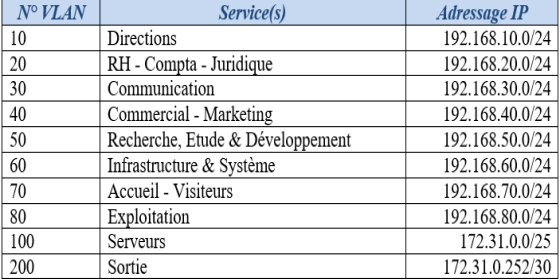 N° VLAN Service(s) Adressage IP
10 Directions 192.168.10.0/24
20 RH - Compta - Juridique 192.168.20.0/24
30 Communication 192.168.30.0/24
40 Commercial - Marketing 192.168.40.0/24
50 Recherche, Etude & Développement 192.168.50.0/24
60 Infrastructure & Système 192.168.60.0/24
70 Accueil - Visiteurs 192.168.70.0/24
80 Exploitation 192.168.80.0/24
100 Serveurs 172.31.0.0/25
200 Sortie 172.31.0.252/30